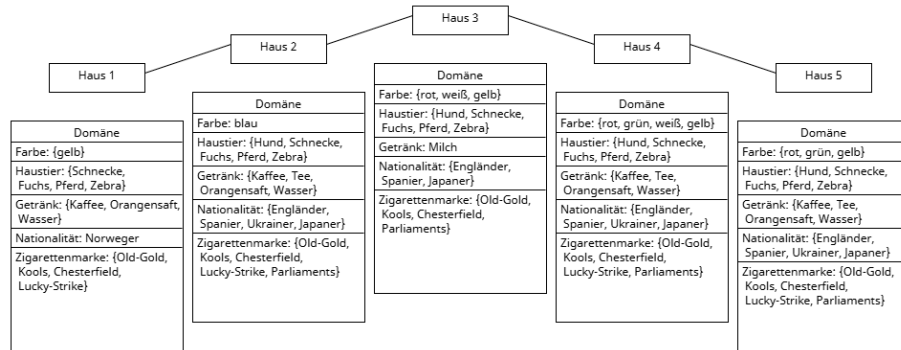 Haus 3
Haus 2
Haus 4
Haus 1
Haus 5
Domäne
Farbe: {gelb}
Haustier: {Schnecke,
Fuchs, Pferd, Zebra}
Getränk: {Kaffee, Orangensaft,
Wasser}
Nationalität: Norweger
Zigarettenmarke: {Old-Gold,
Kools, Chesterfield,
Lucky-Strike}
Domäne
Farbe: blau
Haustier: {Hund, Schnecke,
Fuchs, Pferd, Zebra}
Getränk: {Kaffee, Tee,
Orangensaft, Wasser}
Nationalität: {Engländer,
Spanier, Ukrainer, Japaner}
Zigarettenmarke: {Old-Gold,
Kools, Chesterfield,
Lucky-Strike, Parliaments}
Domäne
Farbe: {rot, weiß, gelb}
Haustier: {Hund, Schnecke,
Fuchs, Pferd, Zebra}
Getränk: Milch
Nationalität: {Engländer,
Spanier, Japaner}
Zigarettenmarke: {Old-Gold,
Kools, Chesterfield,
Parliaments}
Domäne
Farbe: {rot, grün, weiß, gelb}
Haustier: {Hund, Schnecke,
Fuchs, Pferd, Zebra}
Getränk: {Kaffee, Tee,
Orangensaft, Wasser}
Nationalität: {Engländer,
Spanier, Ukrainer, Japaner}
Zigarettenmarke: {Old-Gold,
Kools, Chesterfield,
Lucky-Strike, Parliaments}
Domäne
Farbe: {rot, grün, gelb}
Haustier: {Hund, Schnecke,
Fuchs, Pferd, Zebra}
Getränk: {Kaffee, Tee,
Orangensaft, Wasser}
Nationalität: {Engländer,
Spanier, Ukrainer, Japaner}
Zigarettenmarke: {Old-Gold,
Kools, Chesterfield,
Lucky-Strike, Parliaments}